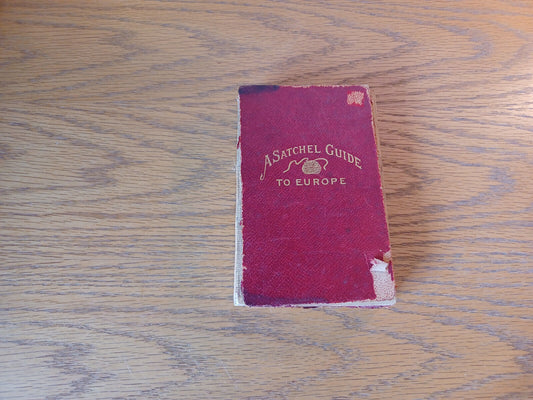 A SATCHEL GUIDE
TO EUROPE